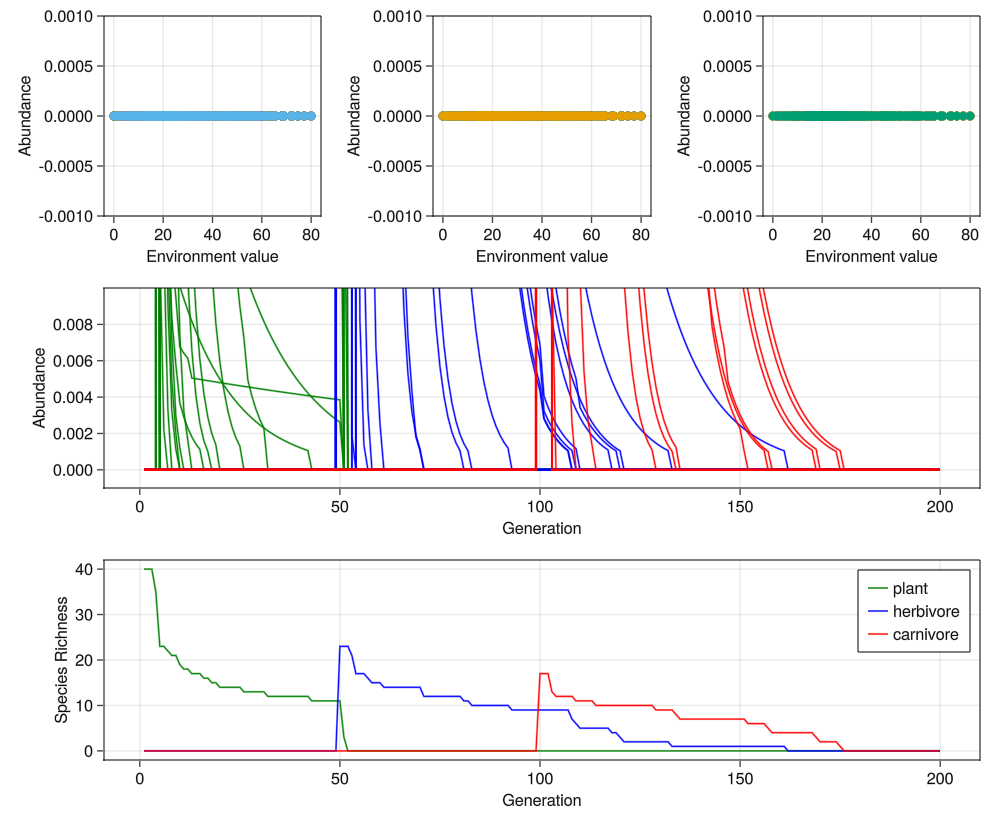 0.0010
0.0005
0.0000
-0.0005
-0.0010
Abundance
0 20 40 60 80
Environment value
0.0010
0.0005
0.0000
-0.0005
-0.0010
Abundance
0 20 40 60 80
Environment value
0.0010
0.0005
0.0000
-0.0005
-0.0010
Abundance
0 20 40 60 80
Environment value
0.008
0.006
0.004
0.002
0.000
Abundance
0 50 100 150 200
Generation
40
30
20
10
0
Species Richness
plant
herbivore
carnivore
0 50 100 150 200
Generation